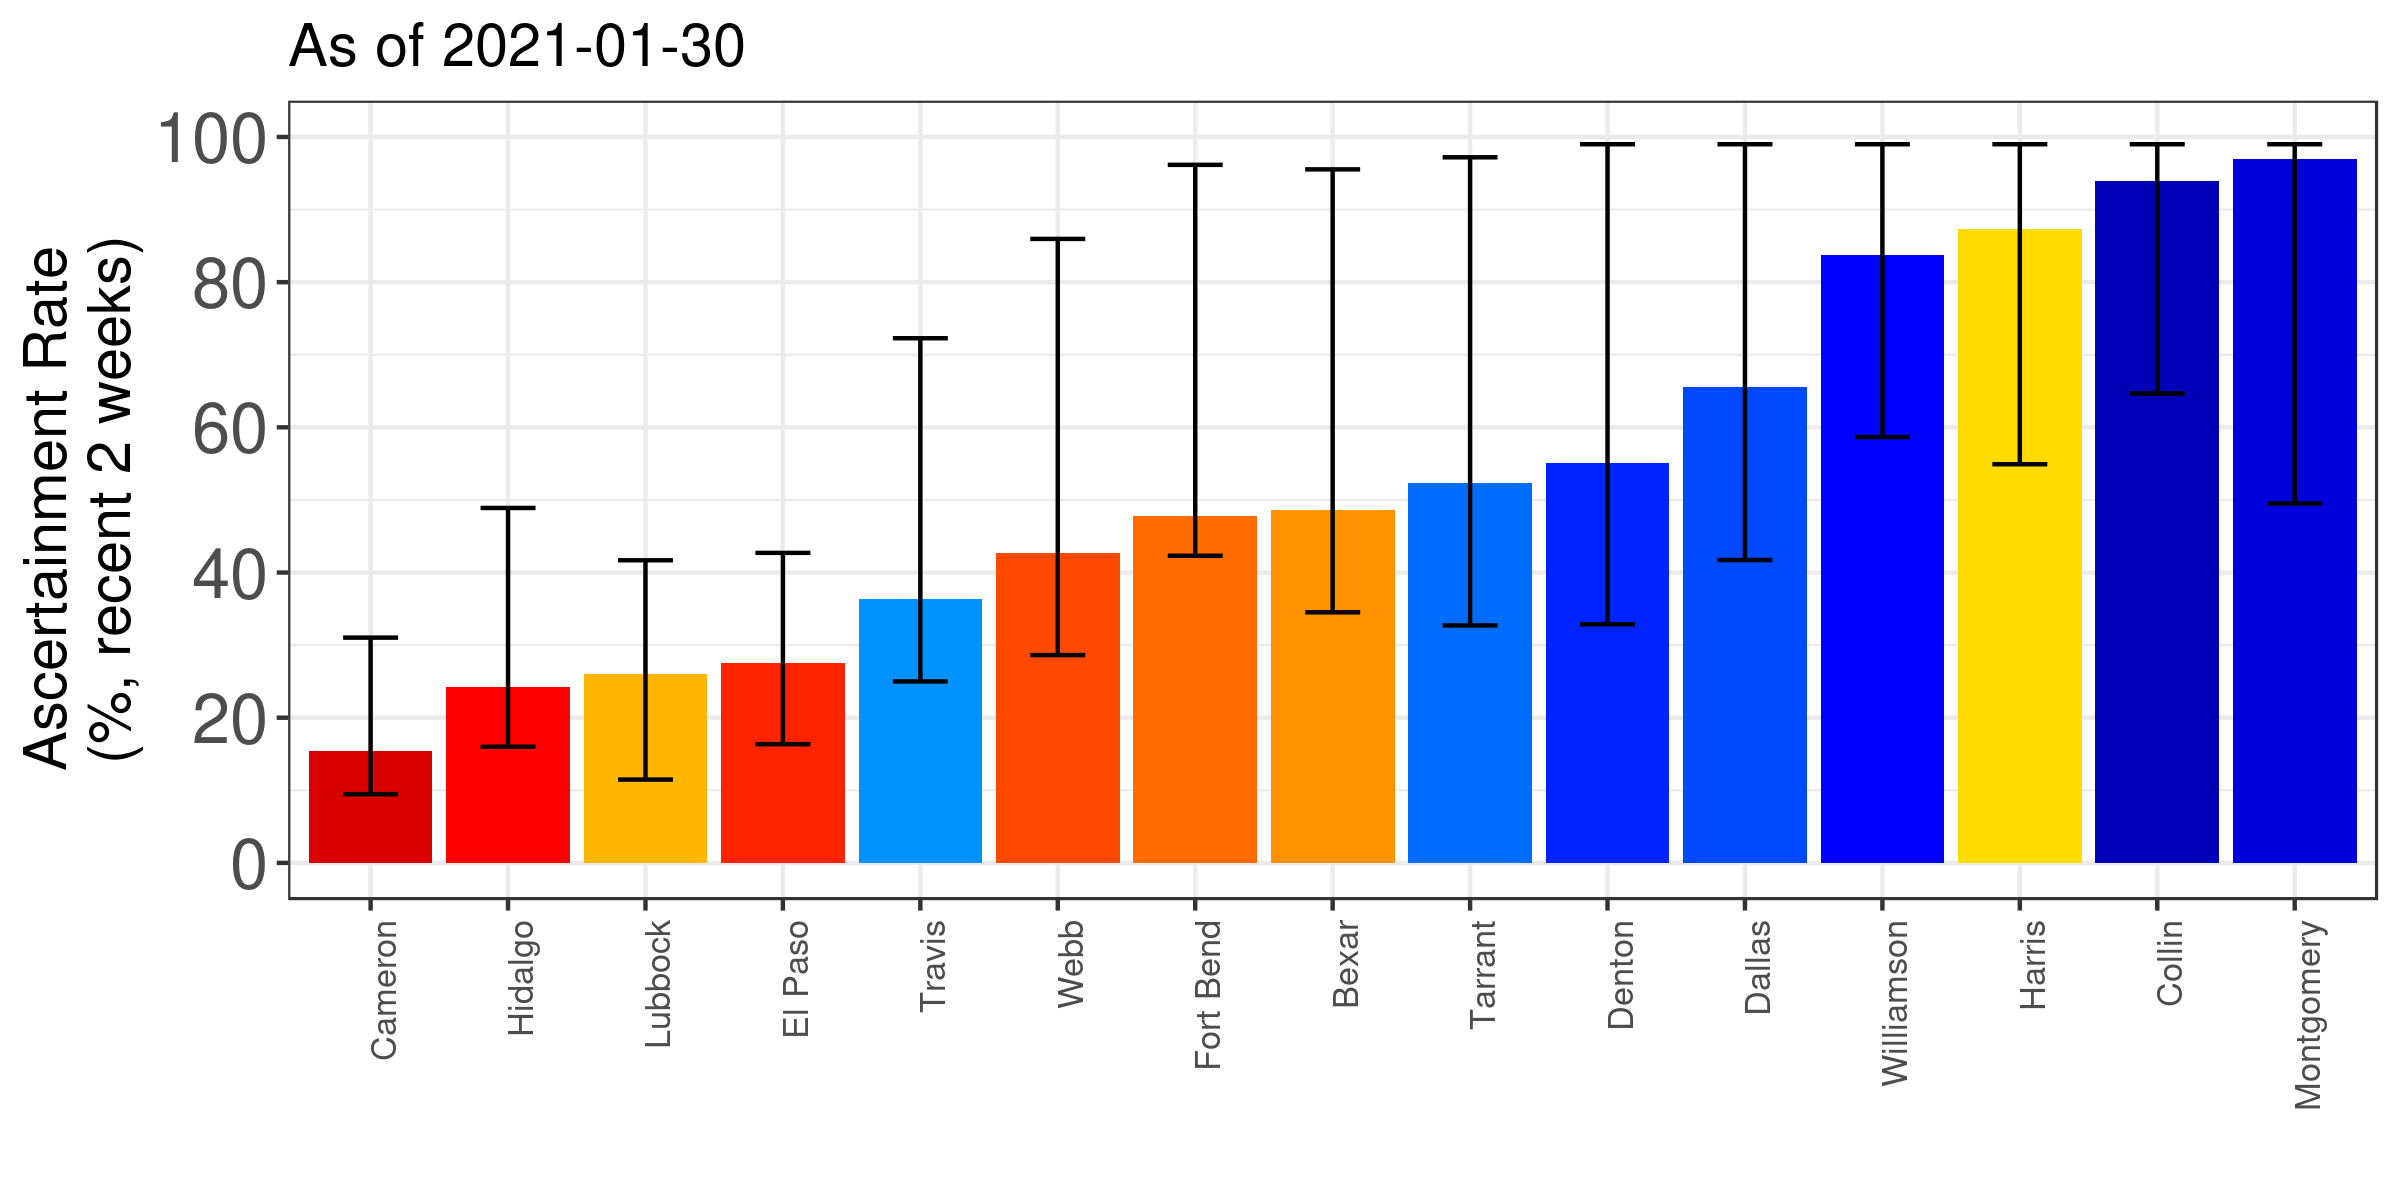 As of 2021-01-30
Ascertainment Rate
(%, recent 2 weeks)
100
80
60
40
20
0
Cameron
Hidalgo
Lubbock
El Paso
Travis
Webb
Fort Bend
Bexar
Tarrant
Denton
Dallas
Williamson
Harris
Collin
Montgomery